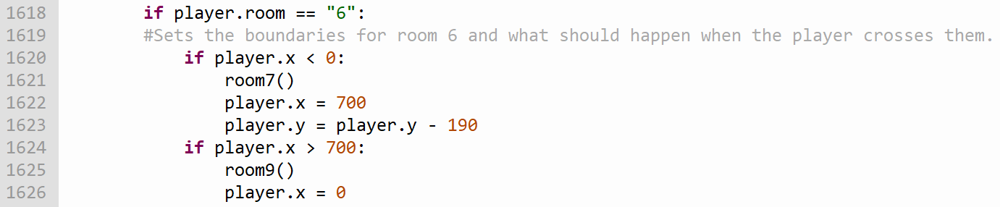 1618 if player.room == "6":
1619 #Sets the boundaries for room 6 and what should happen when the player crosses them.
1620 if player.x < 0:
1621 room7()
1622 player.x = 700
1623 player.y = player.y - 190
1624 if player.x > 700:
1625 room9()
1626 player.x = 0